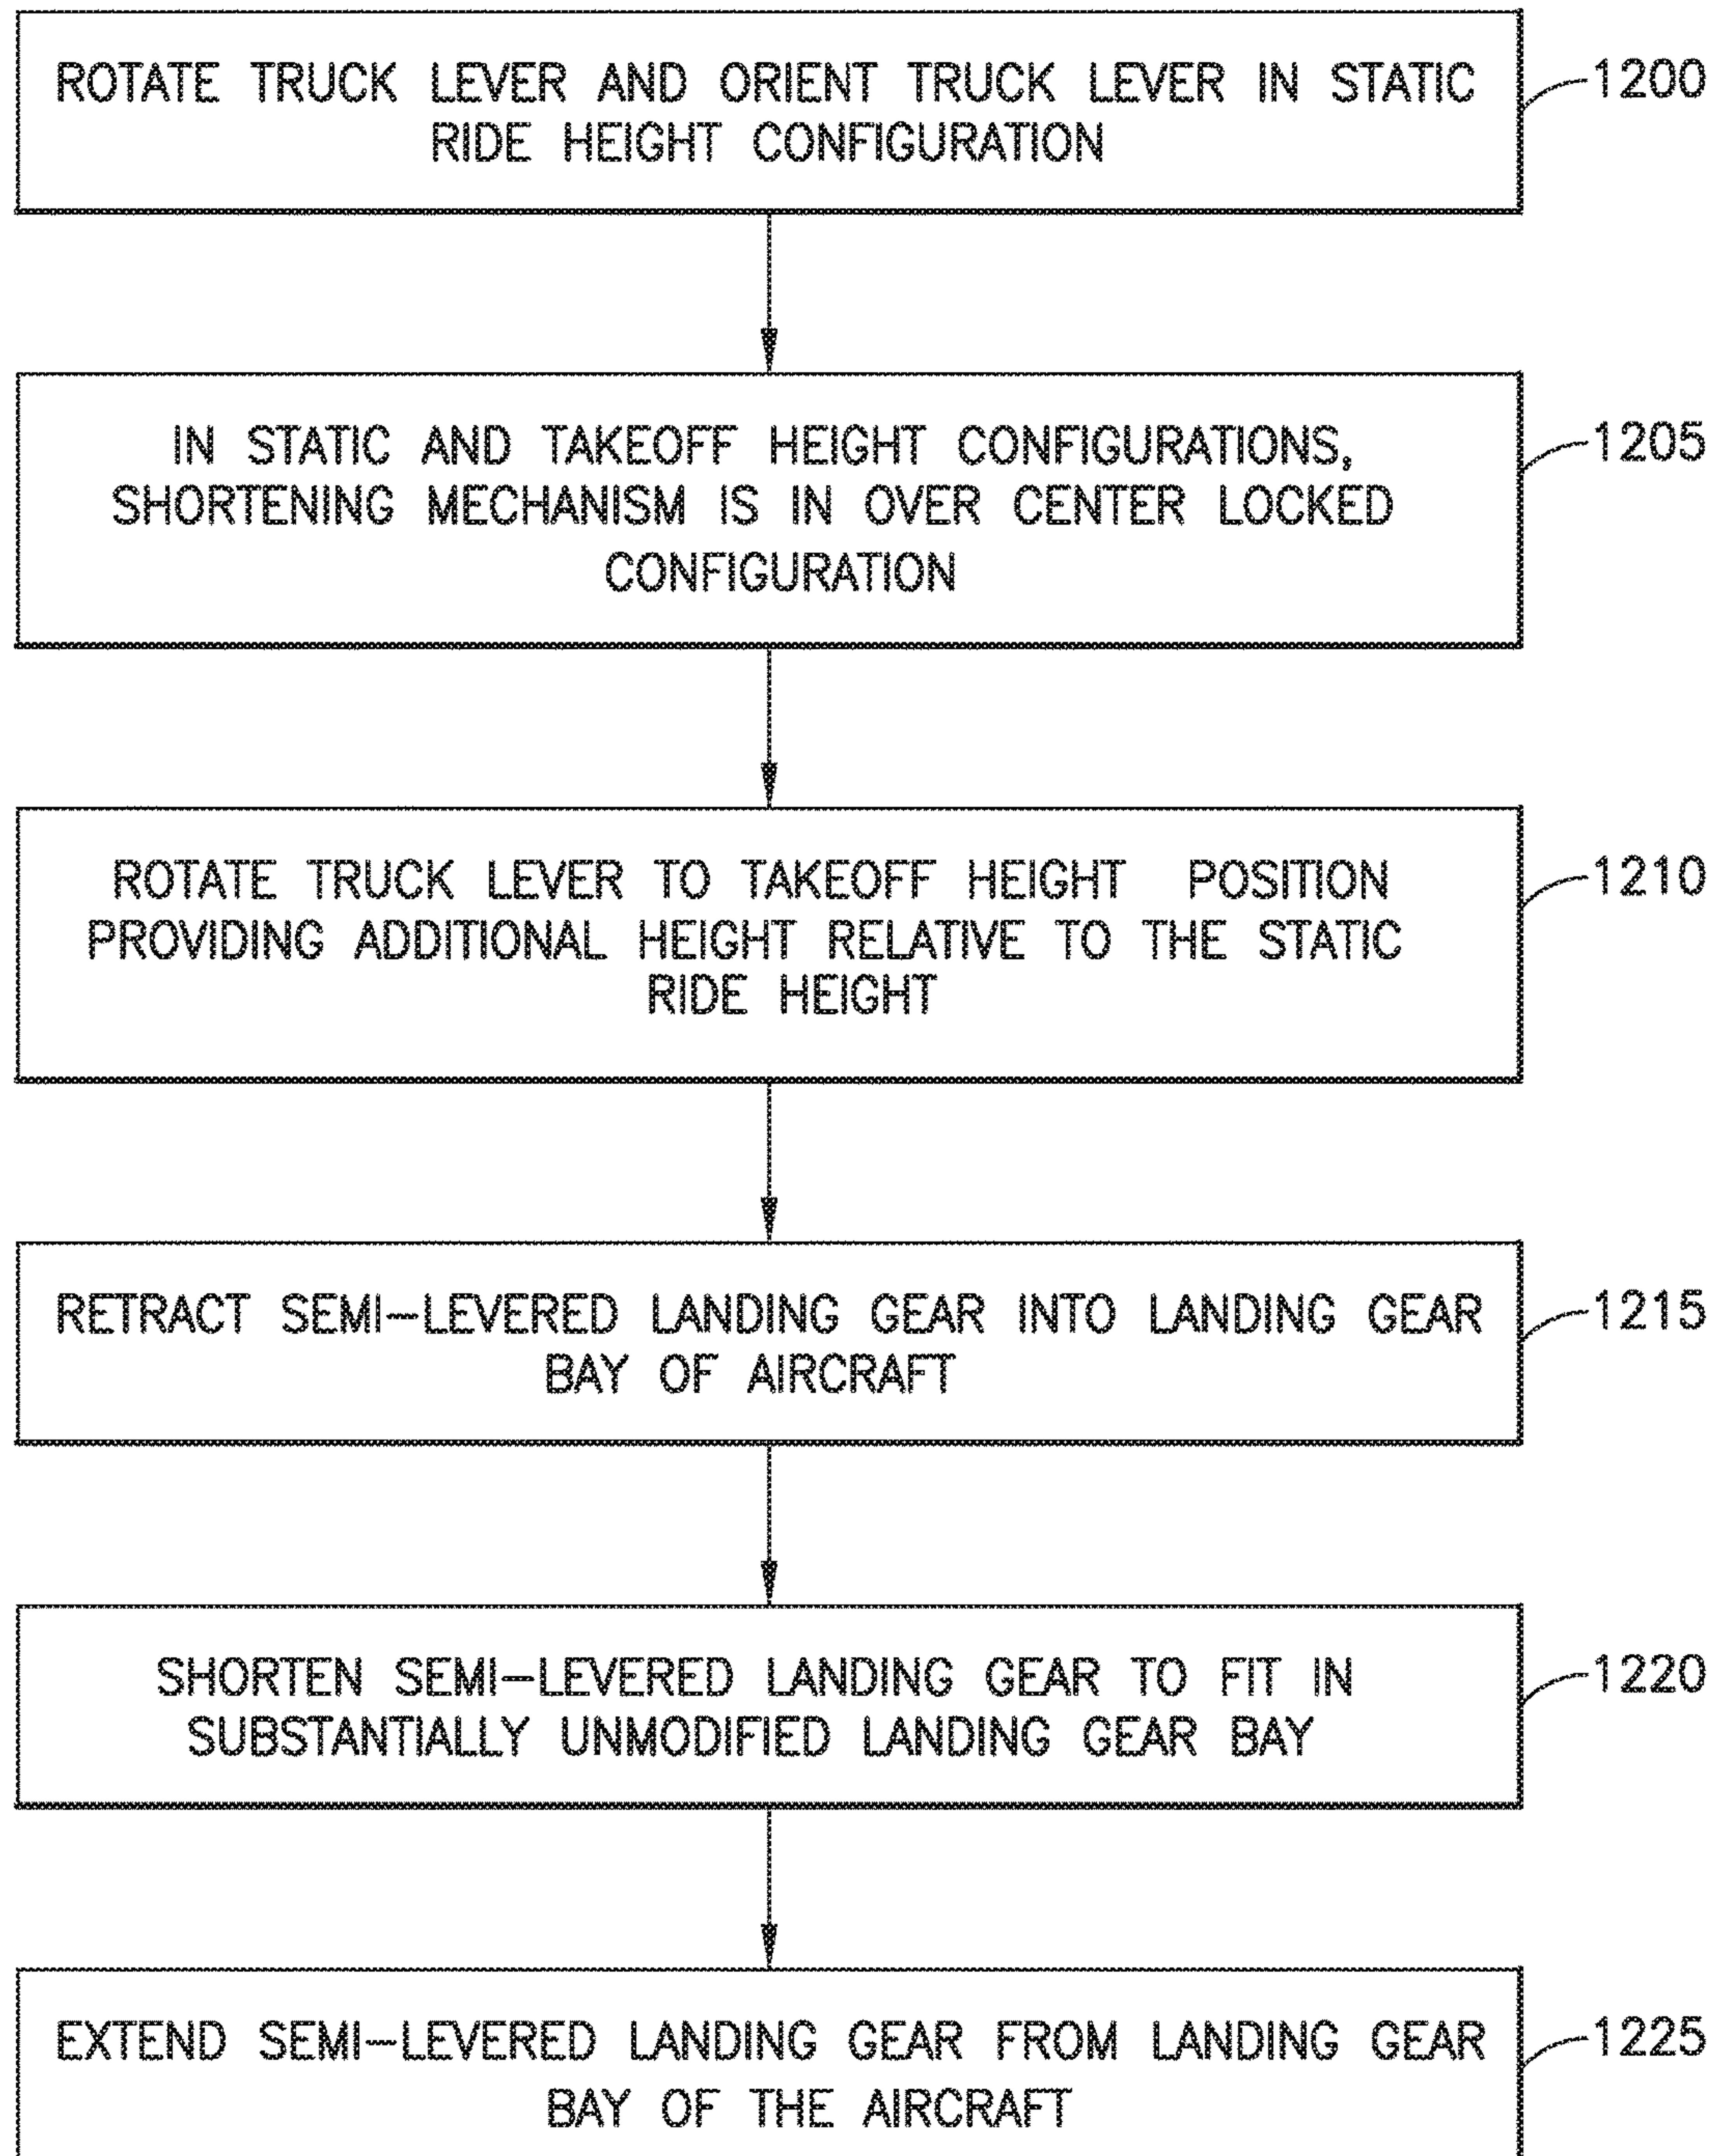 ROTATE TRUCK LEVER AND ORIENT TRUCK LEVER IN STATIC
RIDE HEIGHT CONFIGURATION
1200
IN STATIC AND TAKEOFF HEIGHT CONFIGURATIONS,
SHORTENING MECHANISM IS IN OVER CENTER LOCKED
CONFIGURATION
1205
ROTATE TRUCK LEVER TO TAKEOFF HEIGHT POSITION
PROVIDING ADDITIONAL HEIGHT RELATIVE TO THE STATIC
RIDE HEIGHT
1210
RETRACT SEMI-LEVERED LANDING GEAR INTO LANDING GEAR
BAY OF AIRCRAFT
1215
SHORTEN SEMI-LEVERED LANDING GEAR TO FIT IN
SUBSTANTIALLY UNMODIFIED LANDING GEAR BAY
1220
EXTEND SEMI-LEVERED LANDING GEAR FROM LANDING GEAR
BAY OF THE AIRCRAFT
1225